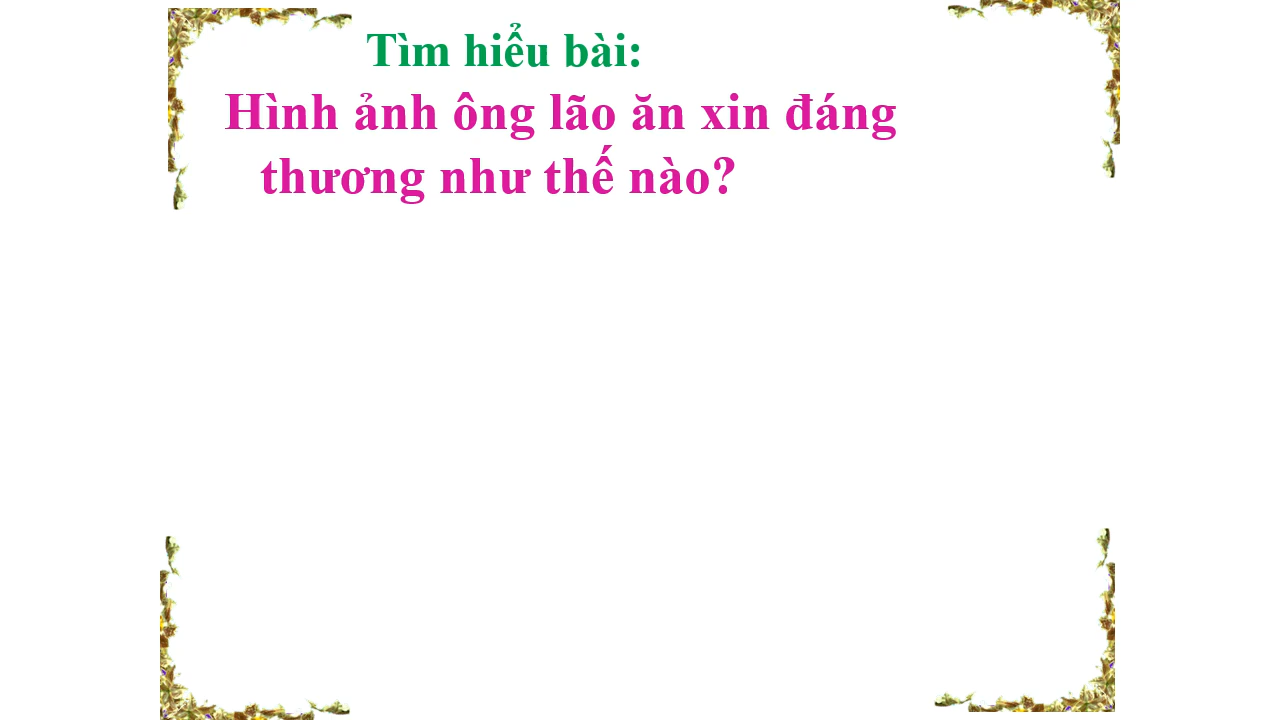 Tìm hiểu bài:
Hình ảnh ông lão ăn xin đáng
thương như thế nào?